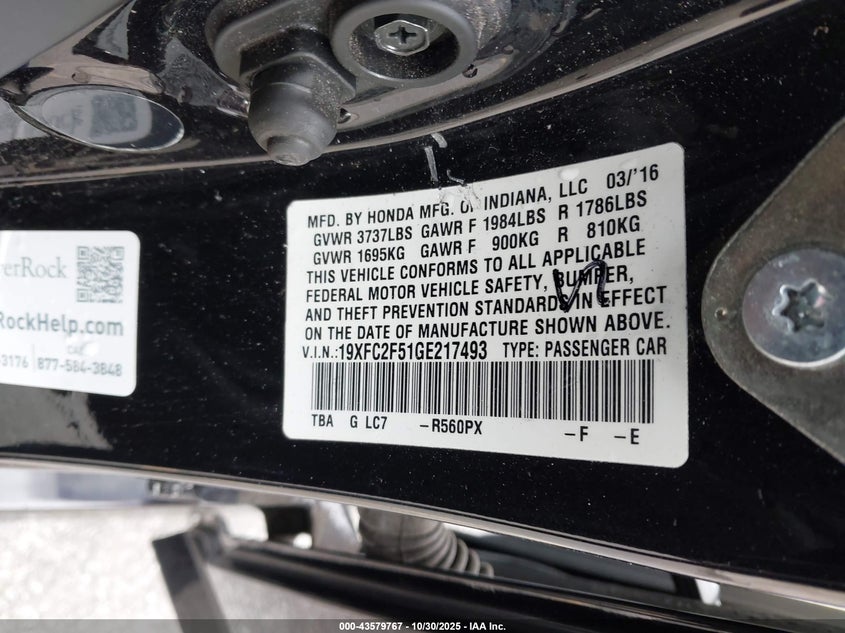 MFD. BY HONDA MFG. OF INDIANA, LLC 03/'16
GVWR 3737LBS GAWR F 1984LBS R 1786LBS
GVWR 1695KG GAWR F 900KG R 810KG
THIS VEHICLE CONFORMS TO ALL APPLICABLE
FEDERAL MOTOR VEHICLE SAFETY, BUMPER,
AND THEFT PREVENTION STANDARDS IN EFFECT
ON THE DATE OF MANUFACTURE SHOWN ABOVE.
V.I.N.:19XFC2F51GE217493 TYPE: PASSENGER CAR
TBA G LC7 -R560PX -F -E
erRock
RockHelp.com
CA:
3176 | 877-584-3848
000-43579767 - 10/30/2025 - IAA Inc.